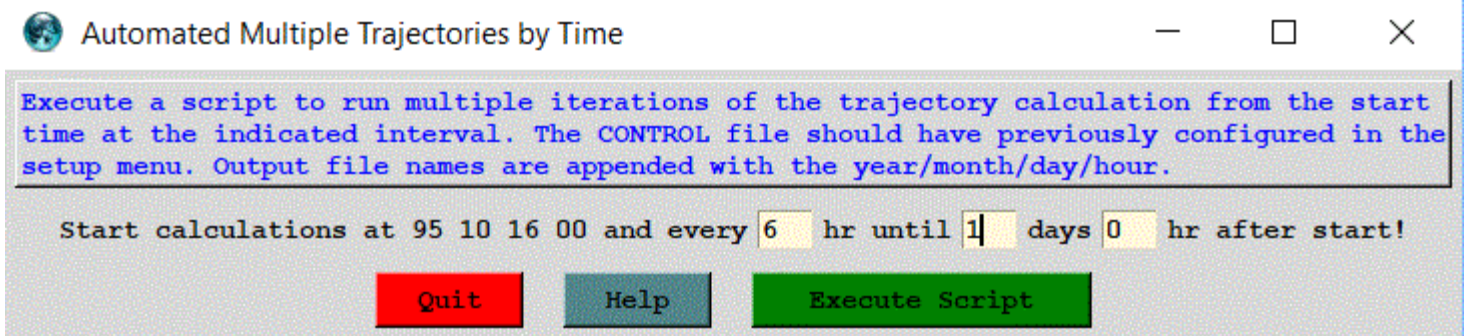 Automated Multiple Trajectories by Time
Execute a script to run multiple iterations of the trajectory calculation from the start
time at the indicated interval. The CONTROL file should have previously configured in the
setup menu. Output file names are appended with the year/month/day/hour.
Start calculations at 95 10 16 00 and every 6 hr until 1 days 0 hr after start!
Quit Help Execute Script